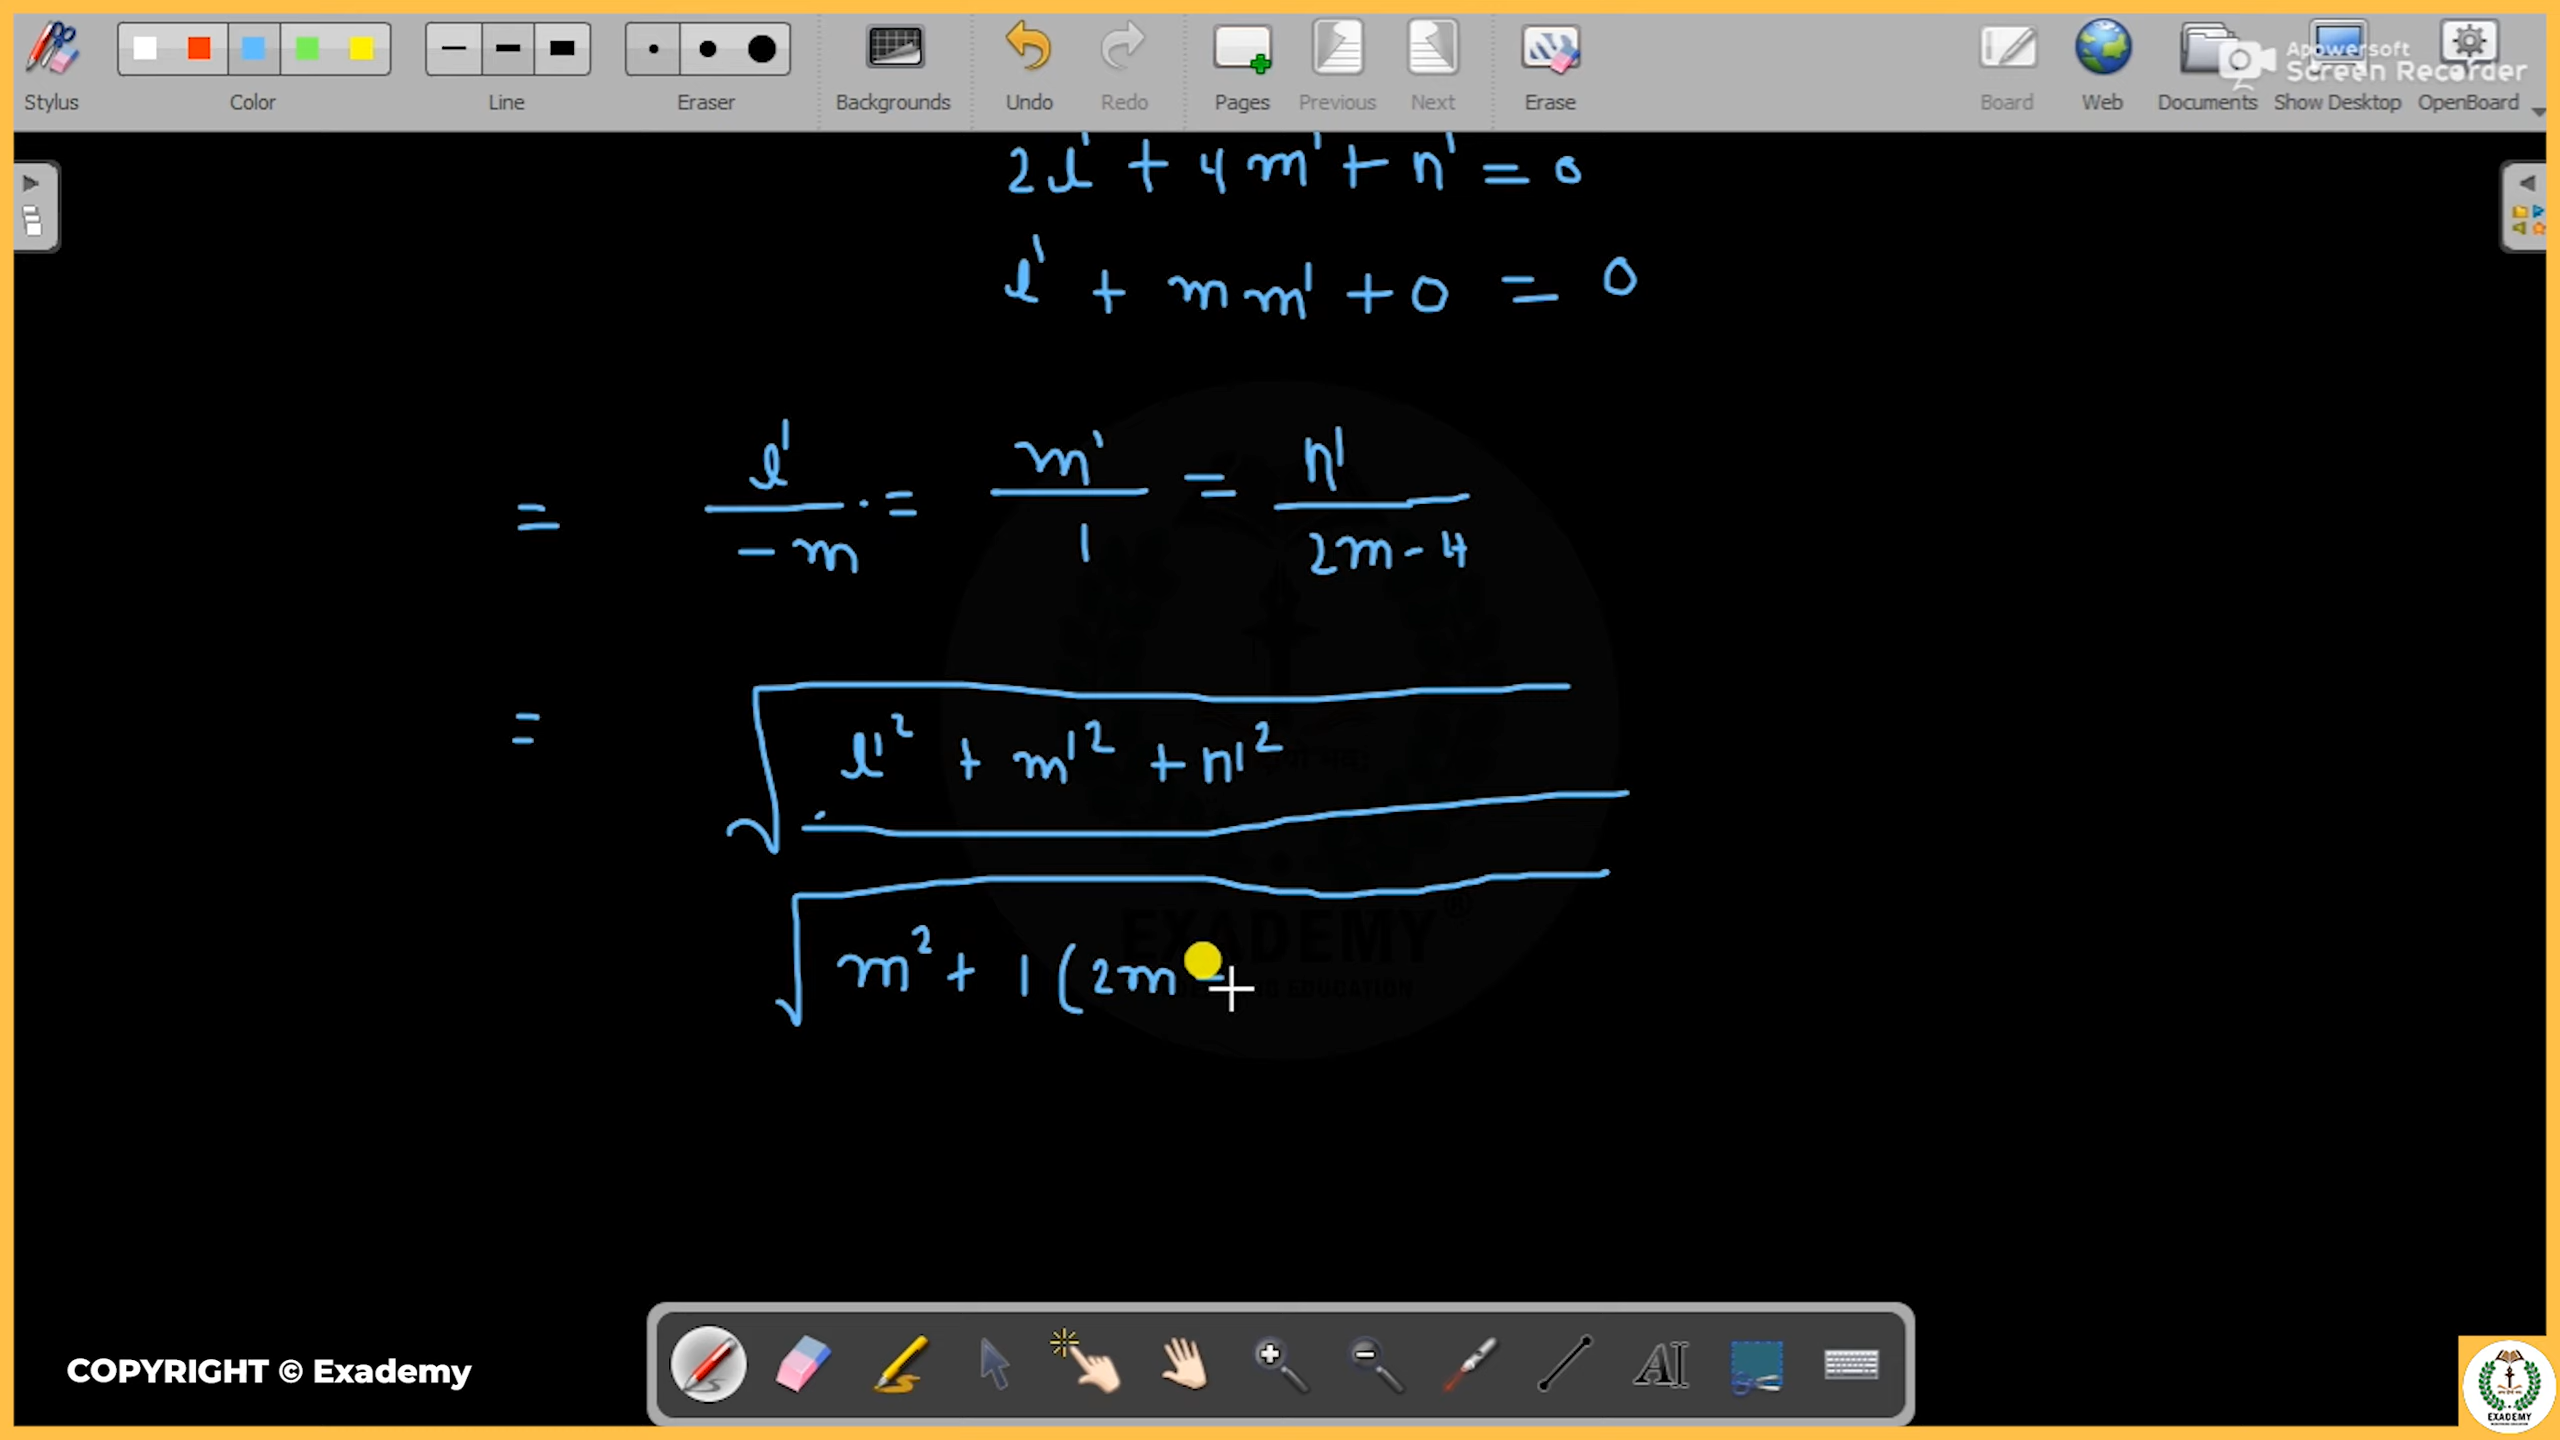 Stylus Color Line Eraser Backgrounds Undo Redo Pages Previous Next Erase Board Web Documents Show Desktop OpenBoard
Apowersoft
Screen Recorder
2l' + 4m' + n' = 0
l' + mm' + 0 = 0
= l'/-m · = m'/1 = n'/2m-4
= √l'² + m'² + n'²
√m² + 1 (2m -
EXADEMY®
EDUCATION
AI
COPYRIGHT © Exademy
EXADEMY